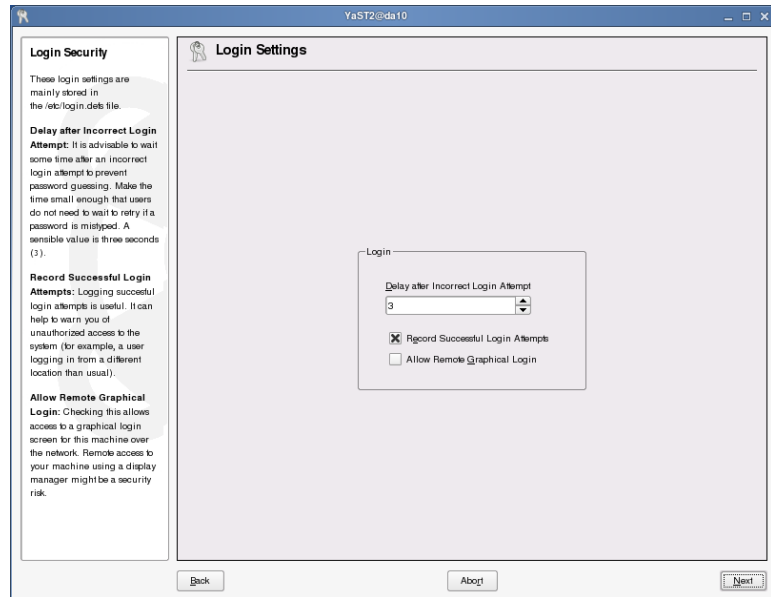 YaST2@da10
Login Security
These login settings are
mainly stored in
the /etc/login.defs file.
Delay after Incorrect Login
Attempt: It is advisable to wait
some time after an incorrect
login attempt to prevent
password guessing. Make the
time small enough that users
do not need to wait to retry if a
password is mistyped. A
sensible value is three seconds
(3).
Record Successful Login
Attempts: Logging succesful
login attempts is useful. It can
help to warn you of
unauthorized access to the
system (for example, a user
logging in from a different
location than usual).
Allow Remote Graphical
Login: Checking this allows
access to a graphical login
screen for this machine over
the network. Remote access to
your machine using a display
manager might be a security
risk.
Login Settings
Login
Delay after Incorrect Login Attempt
3
Record Successful Login Attempts
Allow Remote Graphical Login
Back
Abort
Next